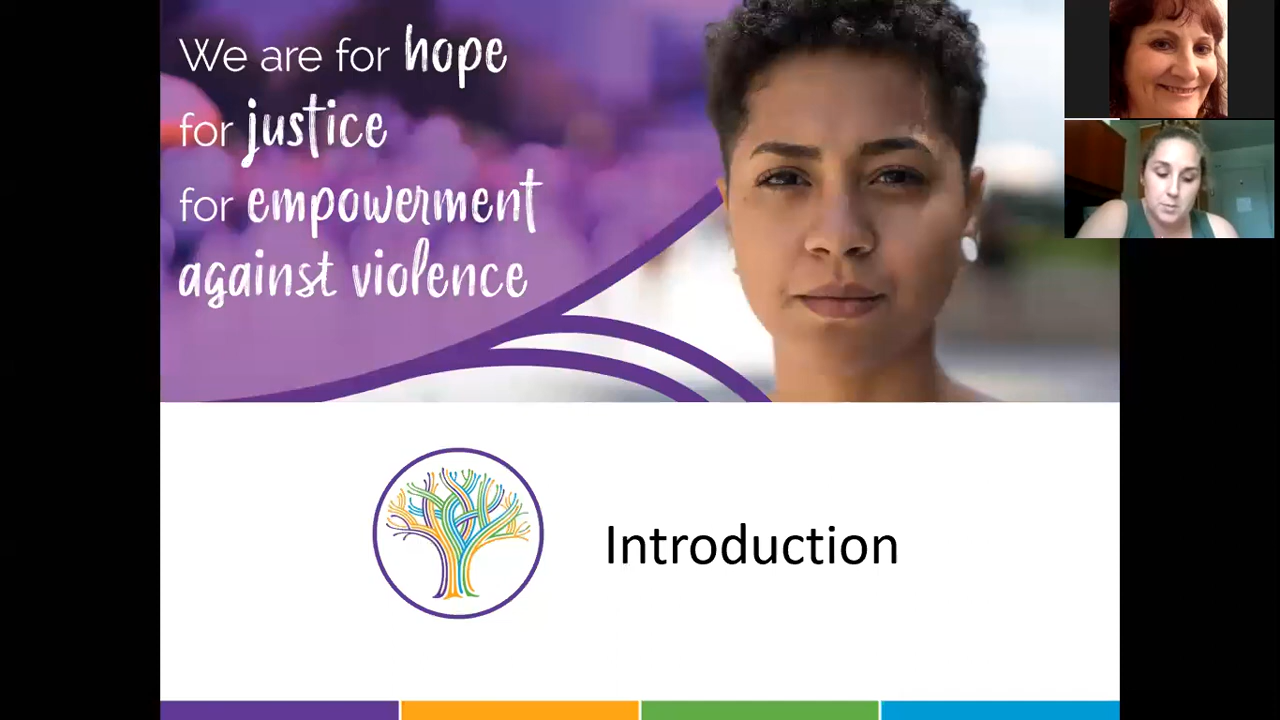 We are for hope
for justice
for empowerment
against violence
Introduction